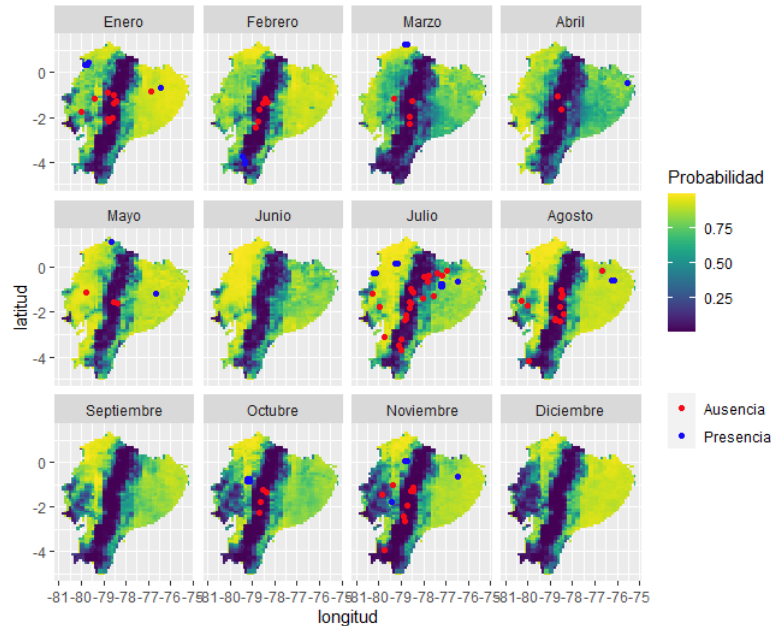 Enero
Febrero
Marzo
Abril
0
-2
-4
Mayo
Junio
Julio
Agosto
0
-2
-4
Septiembre
Octubre
Noviembre
Diciembre
0
-2
-4
-81-80-79-78-77-76-75
-81-80-79-78-77-76-75
-81-80-79-78-77-76-75
-81-80-79-78-77-76-75
longitud
latitud
Probabilidad
0.75
0.50
0.25
Ausencia
Presencia